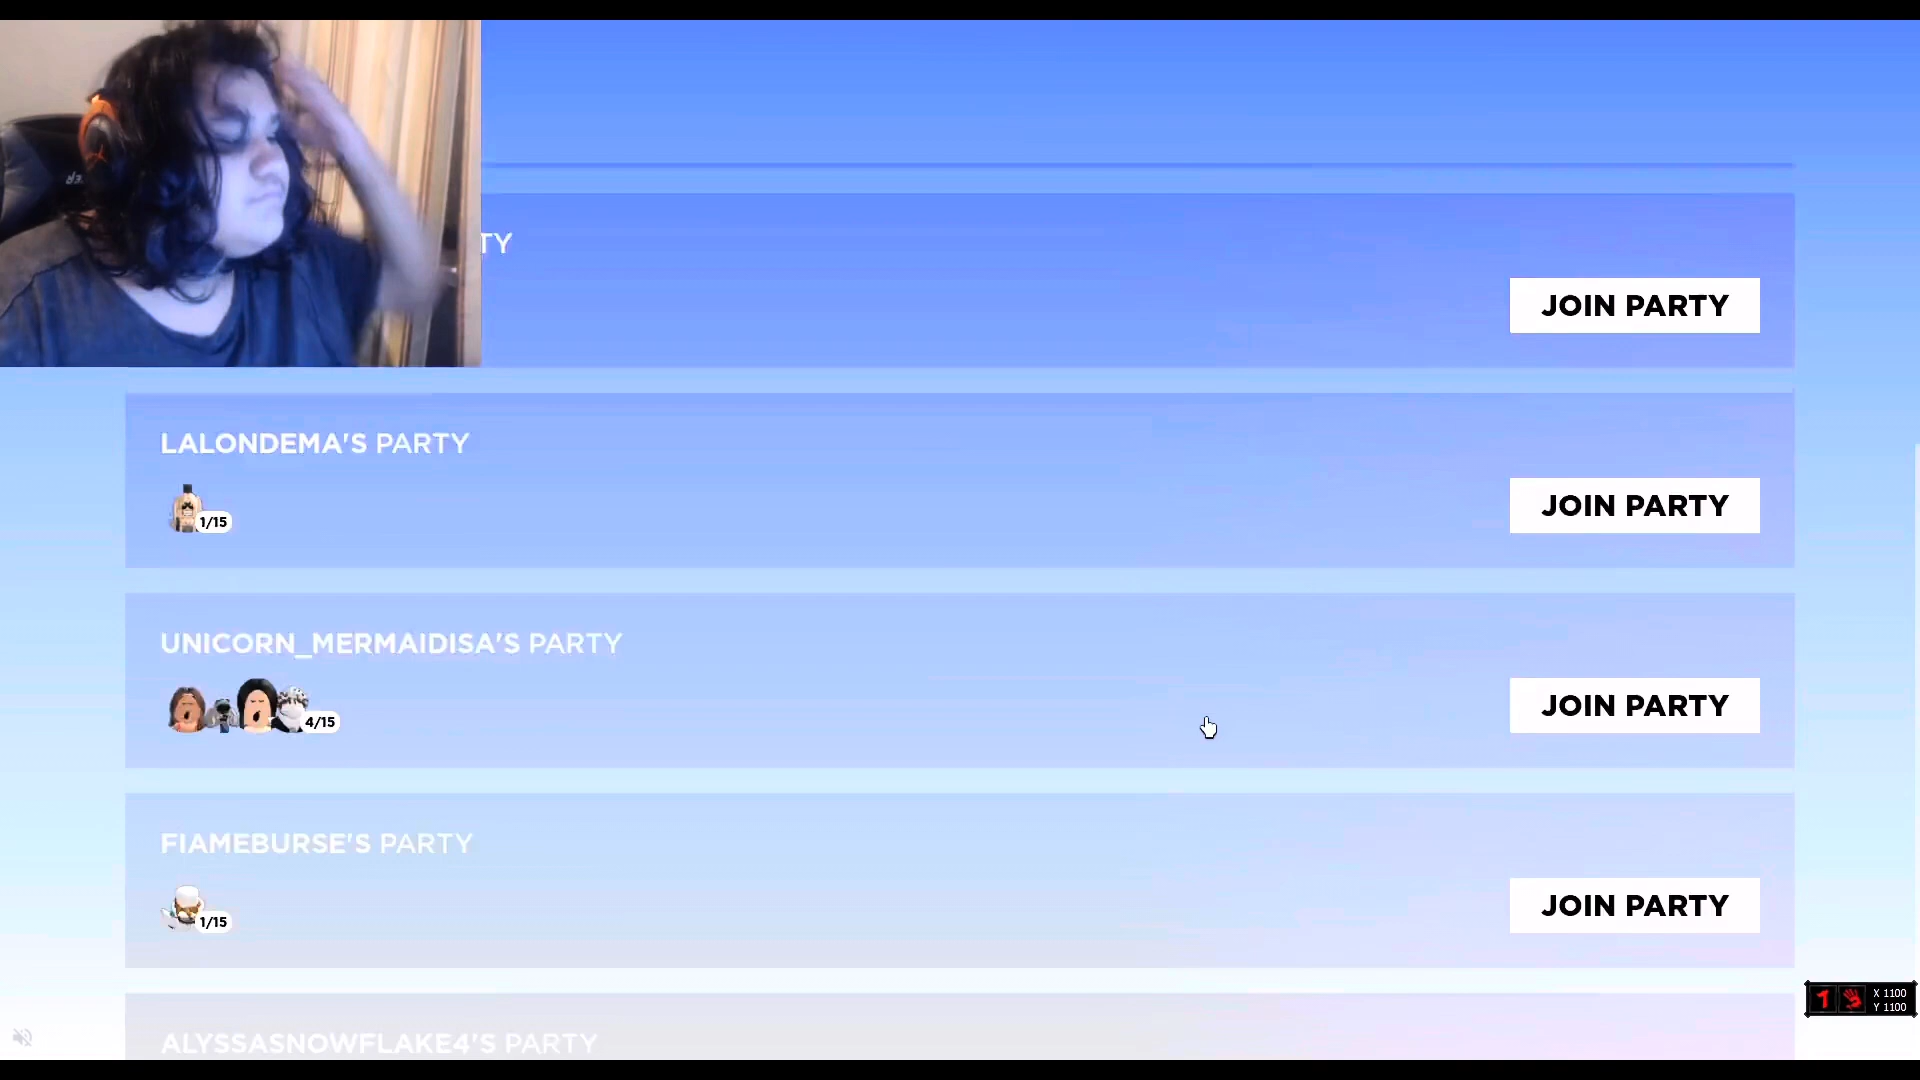 TY
JOIN PARTY
LALONDEMA'S PARTY
1/15
JOIN PARTY
UNICORN_MERMAIDISA'S PARTY
4/15
JOIN PARTY
FIAMEBURSE'S PARTY
1/15
JOIN PARTY
X 1100
Y 1100
ALYSSASNOWFLAKE4'S PARTY